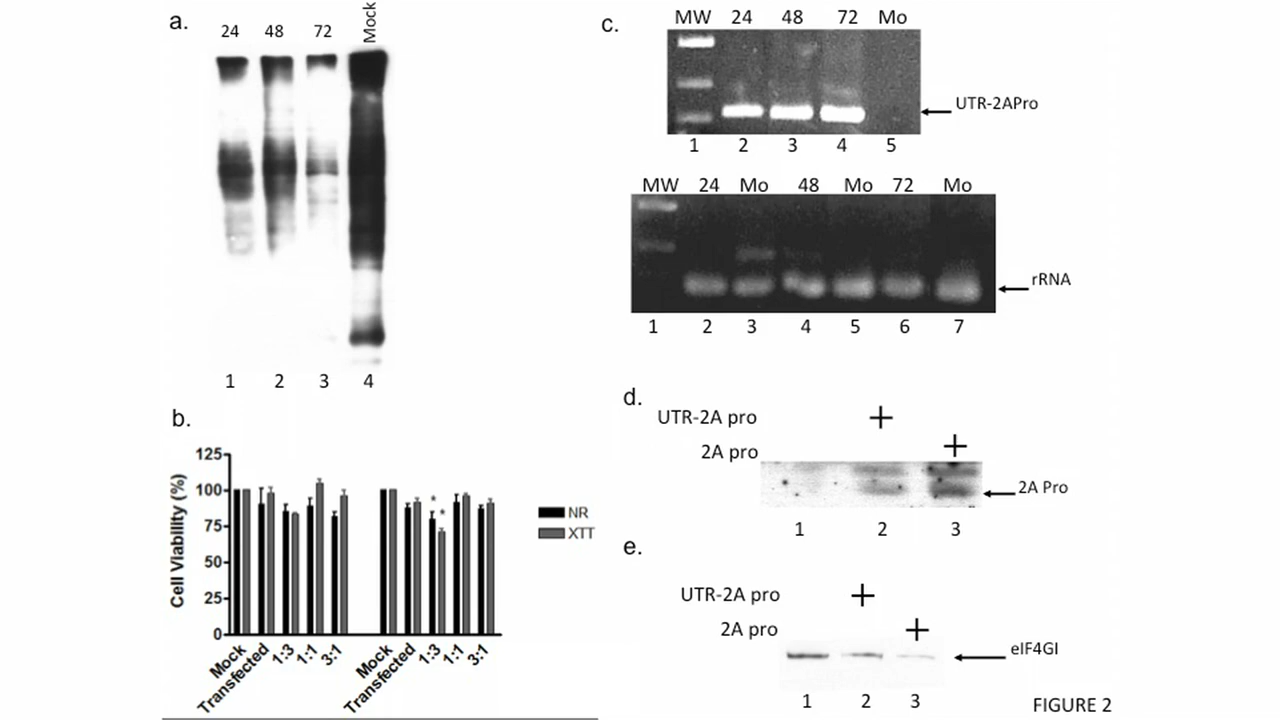 a.
24 48 72 Mock
1 2 3 4
b.
125
100
75
50
25
0
Cell Viability (%)
* *
NR
XTT
Mock Transfected 1:3 1:1 3:1 Mock Transfected 1:3 1:1 3:1
c.
MW 24 48 72 Mo
UTR-2APro
1 2 3 4 5
MW 24 Mo 48 Mo 72 Mo
rRNA
1 2 3 4 5 6 7
d.
UTR-2A pro +
2A pro +
2A Pro
1 2 3
e.
UTR-2A pro +
2A pro +
eIF4GI
1 2 3
FIGURE 2